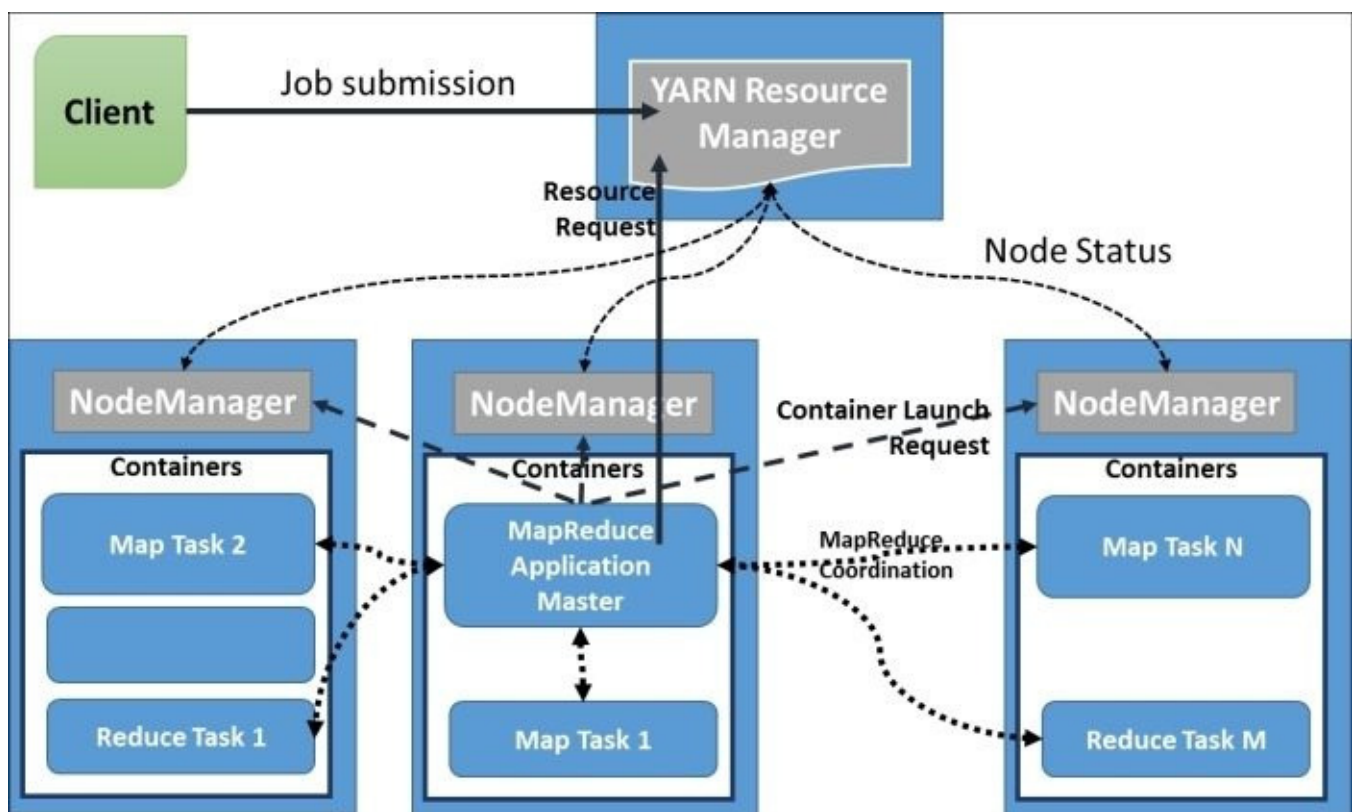 Client
Job submission
YARN Resource
Manager
Resource
Request
Node Status
NodeManager
NodeManager
NodeManager
Container Launch
Request
Containers
Containers
Containers
Map Task 2
MapReduce
Application
Master
MapReduce
Coordination
Map Task N
Reduce Task 1
Map Task 1
Reduce Task M